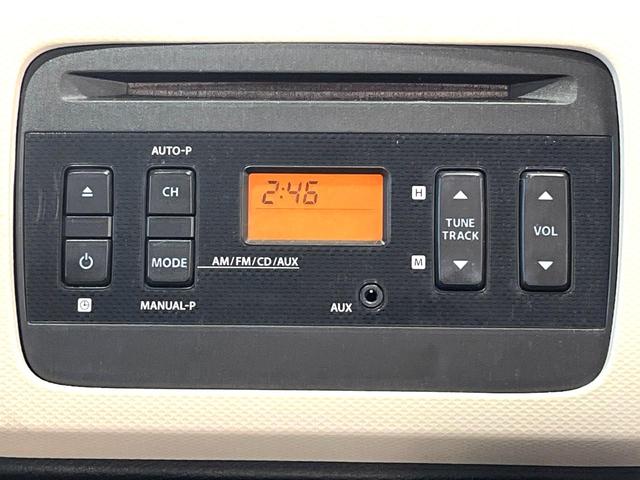 AUTO-P
CH
2:46
H
TUNE
TRACK
VOL
MODE
AM/FM/CD/AUX
M
MANUAL-P
AUX